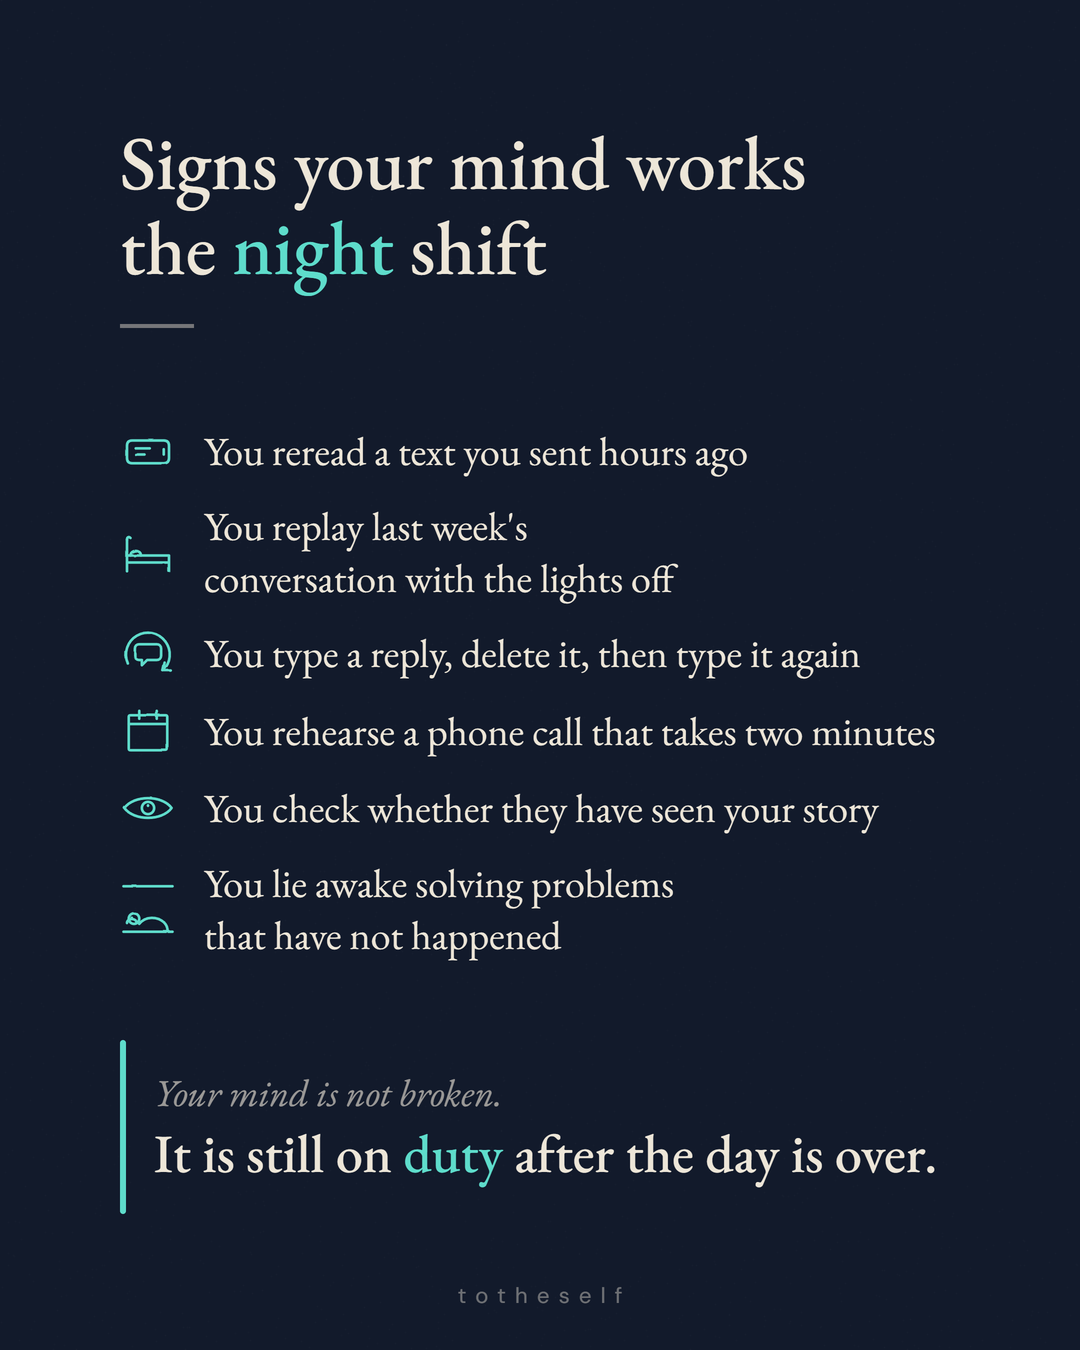 Signs your mind works
the night shift
You reread a text you sent hours ago
You replay last week's
conversation with the lights off
You type a reply, delete it, then type it again
You rehearse a phone call that takes two minutes
You check whether they have seen your story
You lie awake solving problems
that have not happened
Your mind is not broken.
It is still on duty after the day is over.
totheself